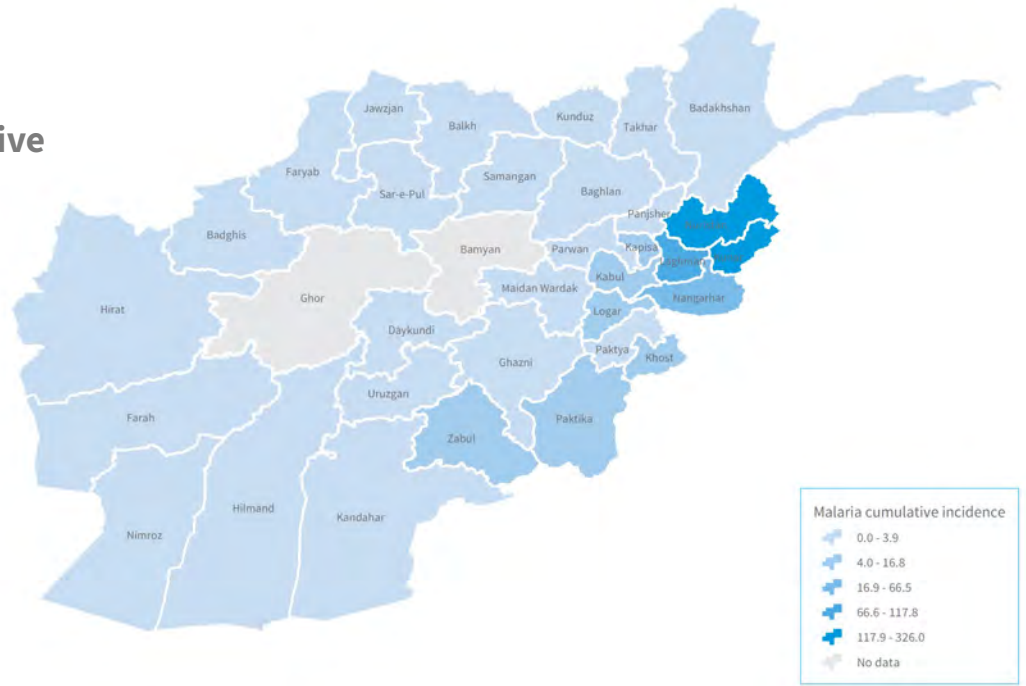 ive
Badakhshan
Jawzjan
Balkh
Kunduz
Takhar
Faryab
Samangan
Sar-e-Pul
Baghlan
Panjsher
Badghis
Bamyan
Parwan
Kapisa
Laghman
Kabul
Maidan Wardak
Ghor
Nangarhar
Hirat
Logar
Daykundi
Paktya
Khost
Ghazni
Uruzgan
Farah
Paktika
Zabul
Hilmand
Kandahar
Nimroz
Malaria cumulative incidence
0.0 - 3.9
4.0 - 16.8
16.9 - 66.5
66.6 - 117.8
117.9 - 326.0
No data